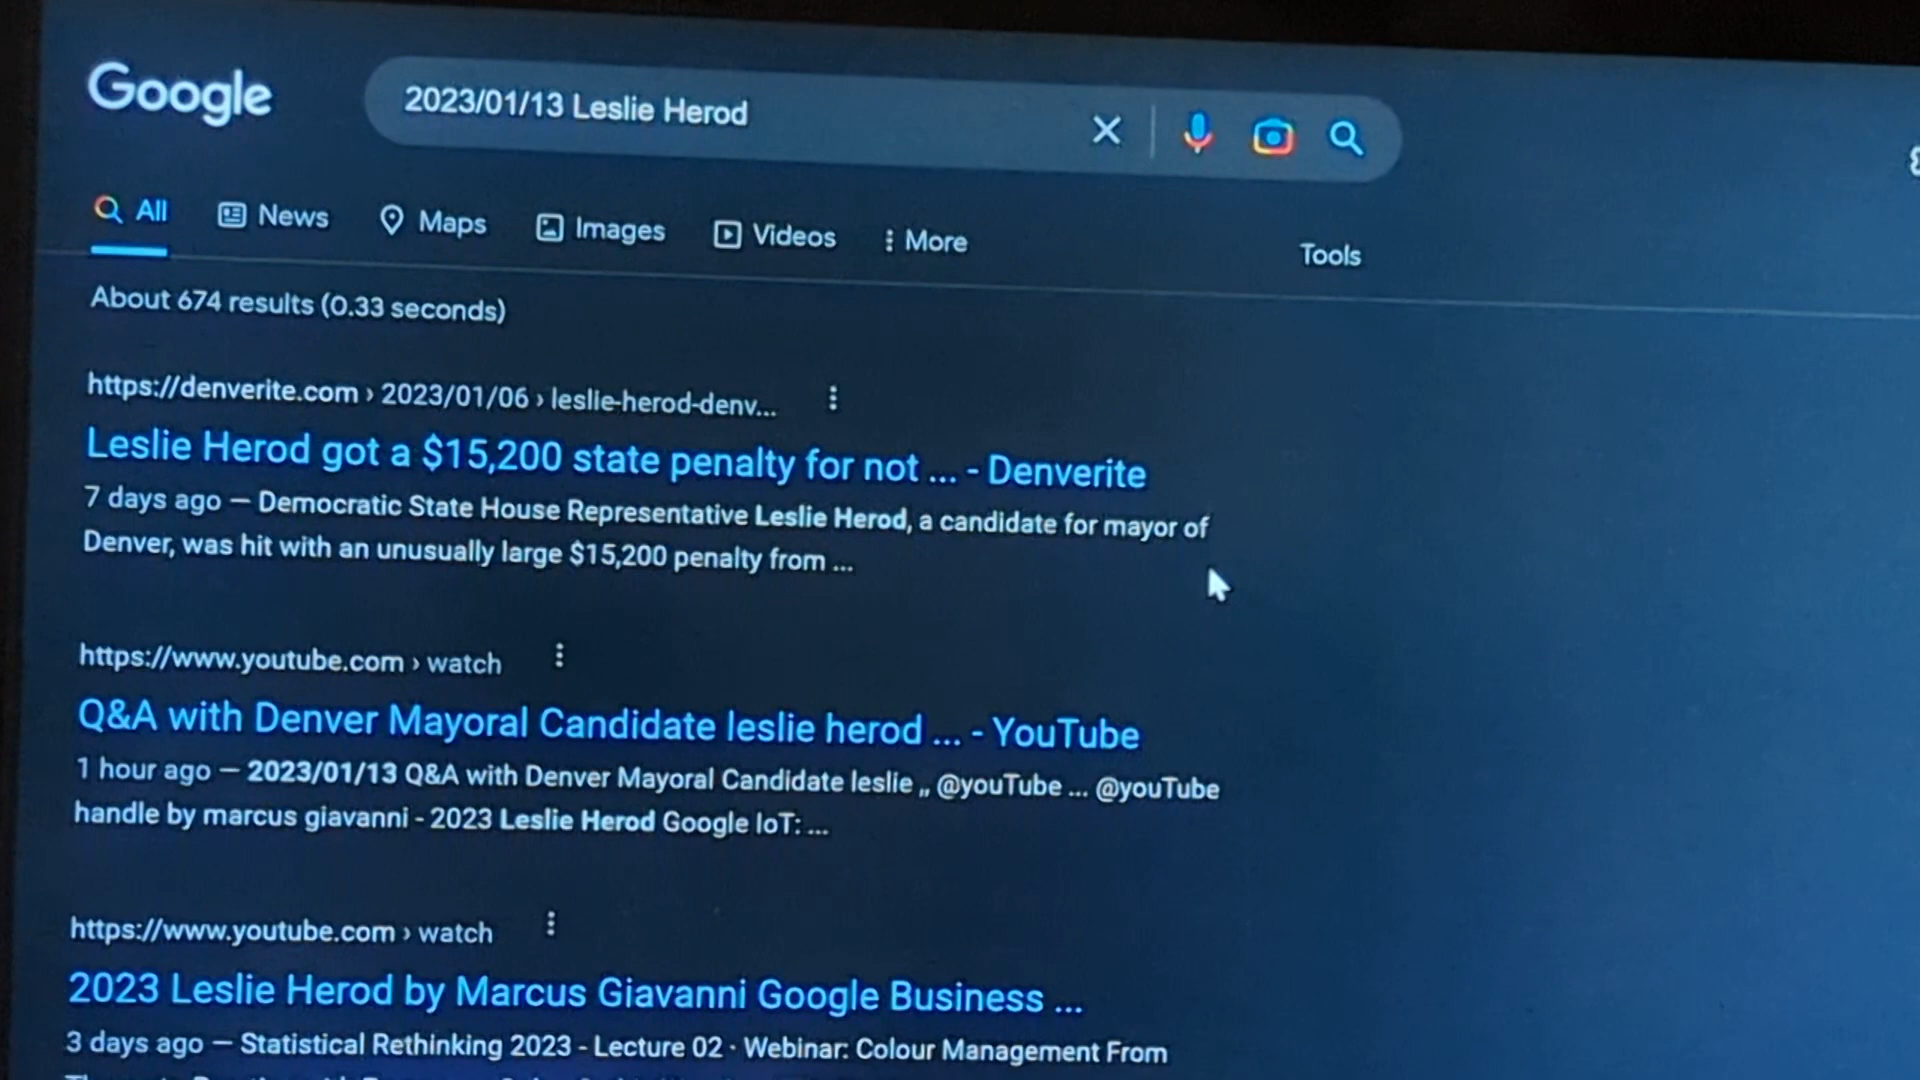 Google
2023/01/13 Leslie Herod
All News Maps Images Videos More Tools
About 674 results (0.33 seconds)
https://denverite.com › 2023/01/06 › leslie-herod-denv...
Leslie Herod got a $15,200 state penalty for not ... - Denverite
7 days ago — Democratic State House Representative Leslie Herod, a candidate for mayor of
Denver, was hit with an unusually large $15,200 penalty from ...
https://www.youtube.com › watch
Q&A with Denver Mayoral Candidate leslie herod ... - YouTube
1 hour ago — 2023/01/13 Q&A with Denver Mayoral Candidate leslie ,, @youTube ... @youTube
handle by marcus giavanni - 2023 Leslie Herod Google IoT: ...
https://www.youtube.com › watch
2023 Leslie Herod by Marcus Giavanni Google Business ...
3 days ago — Statistical Rethinking 2023 - Lecture 02 · Webinar: Colour Management From